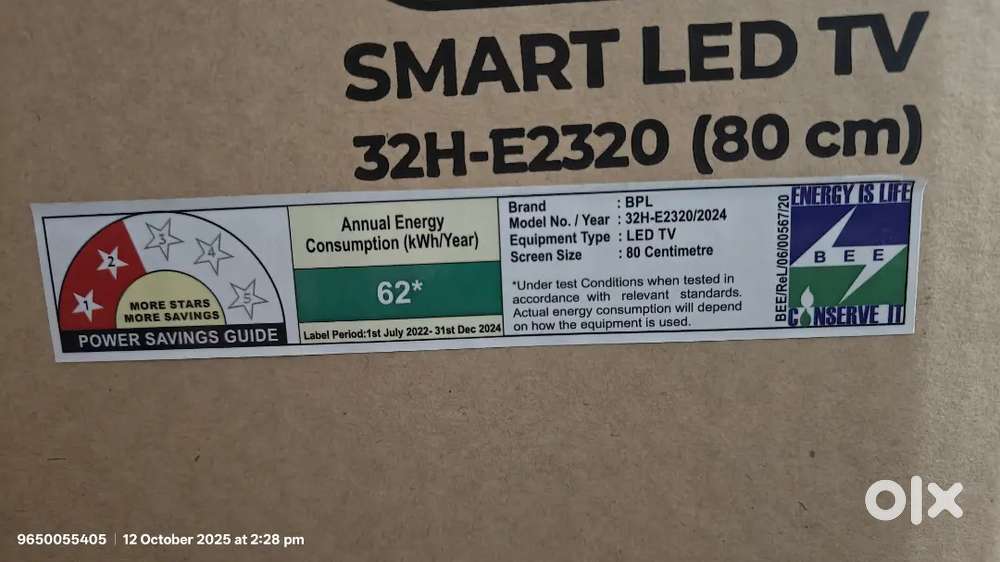 SMART LED TV
32H-E2320 (80 cm)
1 2 3 4 5
MORE STARS
MORE SAVINGS
POWER SAVINGS GUIDE
Annual Energy
Consumption (kWh/Year)
62*
Label Period:1st July 2022- 31st Dec 2024
Brand : BPL
Model No. / Year : 32H-E2320/2024
Equipment Type : LED TV
Screen Size : 80 Centimetre
*Under test Conditions when tested in
accordance with relevant standards.
Actual energy consumption will depend
on how the equipment is used.
BEE/ReL/06/00567/20
ENERGY IS LIFE
BEE
CONSERVE IT
olx
9650055405 | 12 October 2025 at 2:28 pm